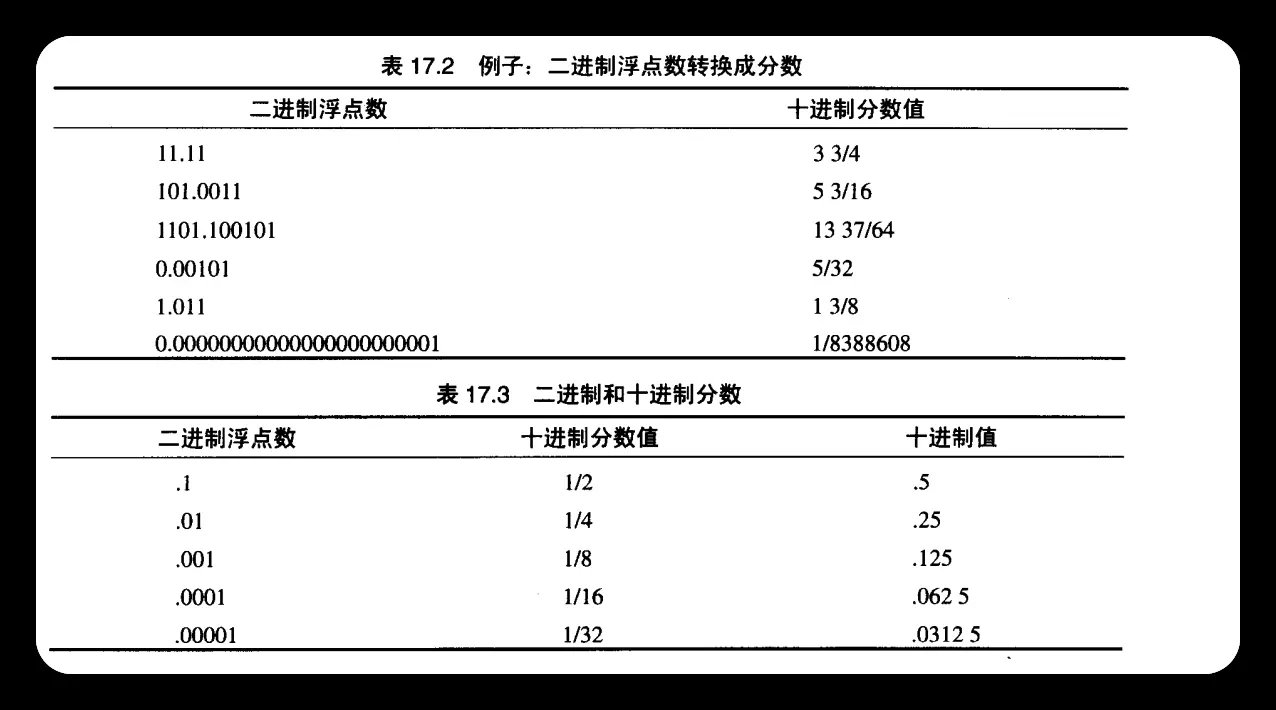 表 17.2 例子：二进制浮点数转换成分数
二进制浮点数 十进制分数值
11.11 3 3/4
101.0011 5 3/16
1101.100101 13 37/64
0.00101 5/32
1.011 1 3/8
0.00000000000000000000001 1/8388608
表 17.3 二进制和十进制分数
二进制浮点数 十进制分数值 十进制值
.1 1/2 .5
.01 1/4 .25
.001 1/8 .125
.0001 1/16 .062 5
.00001 1/32 .0312 5